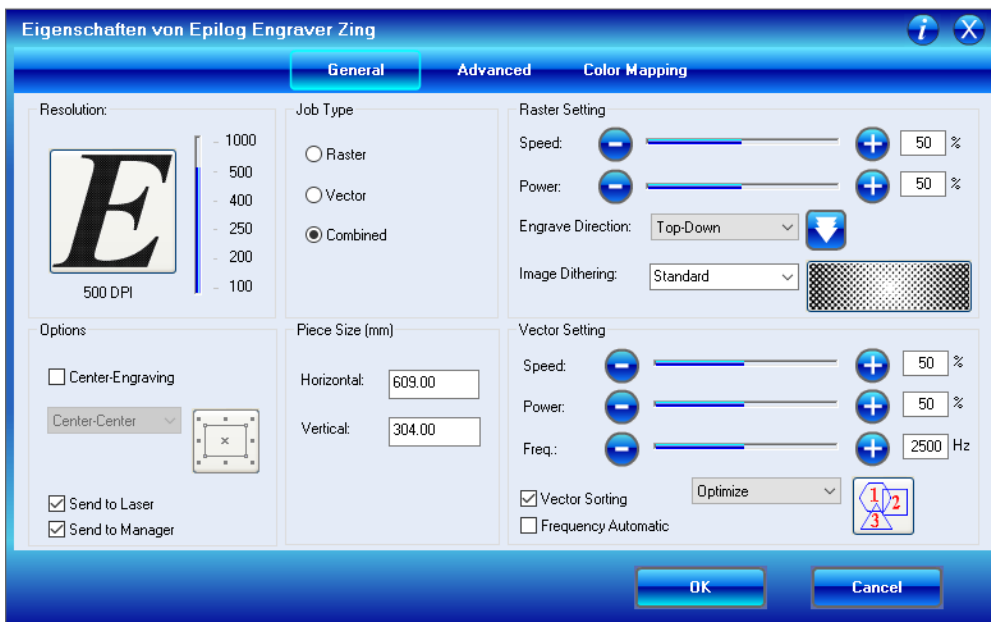 Eigenschaften von Epilog Engraver Zing
i X
General Advanced Color Mapping
Resolution:
E
1000
500
400
250
200
100
500 DPI
Job Type
Raster
Vector
Combined
Raster Setting
Speed: 50 %
Power: 50 %
Engrave Direction: Top-Down
Image Dithering: Standard
Options
Center-Engraving
Center-Center
Send to Laser
Send to Manager
Piece Size (mm)
Horizontal: 609.00
Vertical: 304.00
Vector Setting
Speed: 50 %
Power: 50 %
Freq.: 2500 Hz
Vector Sorting Optimize
1 2
3
Frequency Automatic
OK Cancel